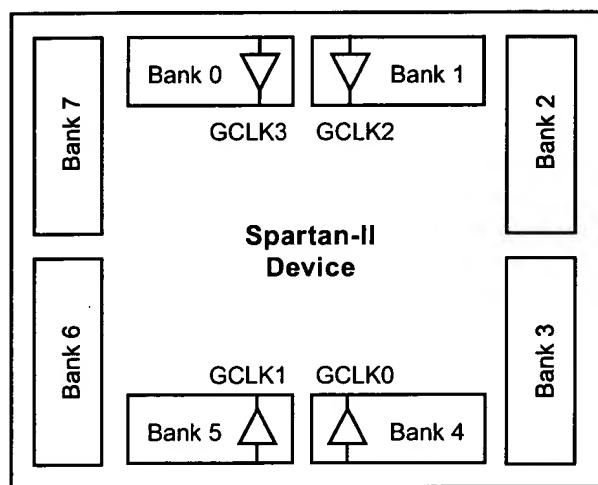 Bank 0
Bank 1
Bank 7
Bank 2
GCLK3
GCLK2
Spartan-II
Device
Bank 6
Bank 3
GCLK1
GCLK0
Bank 5
Bank 4